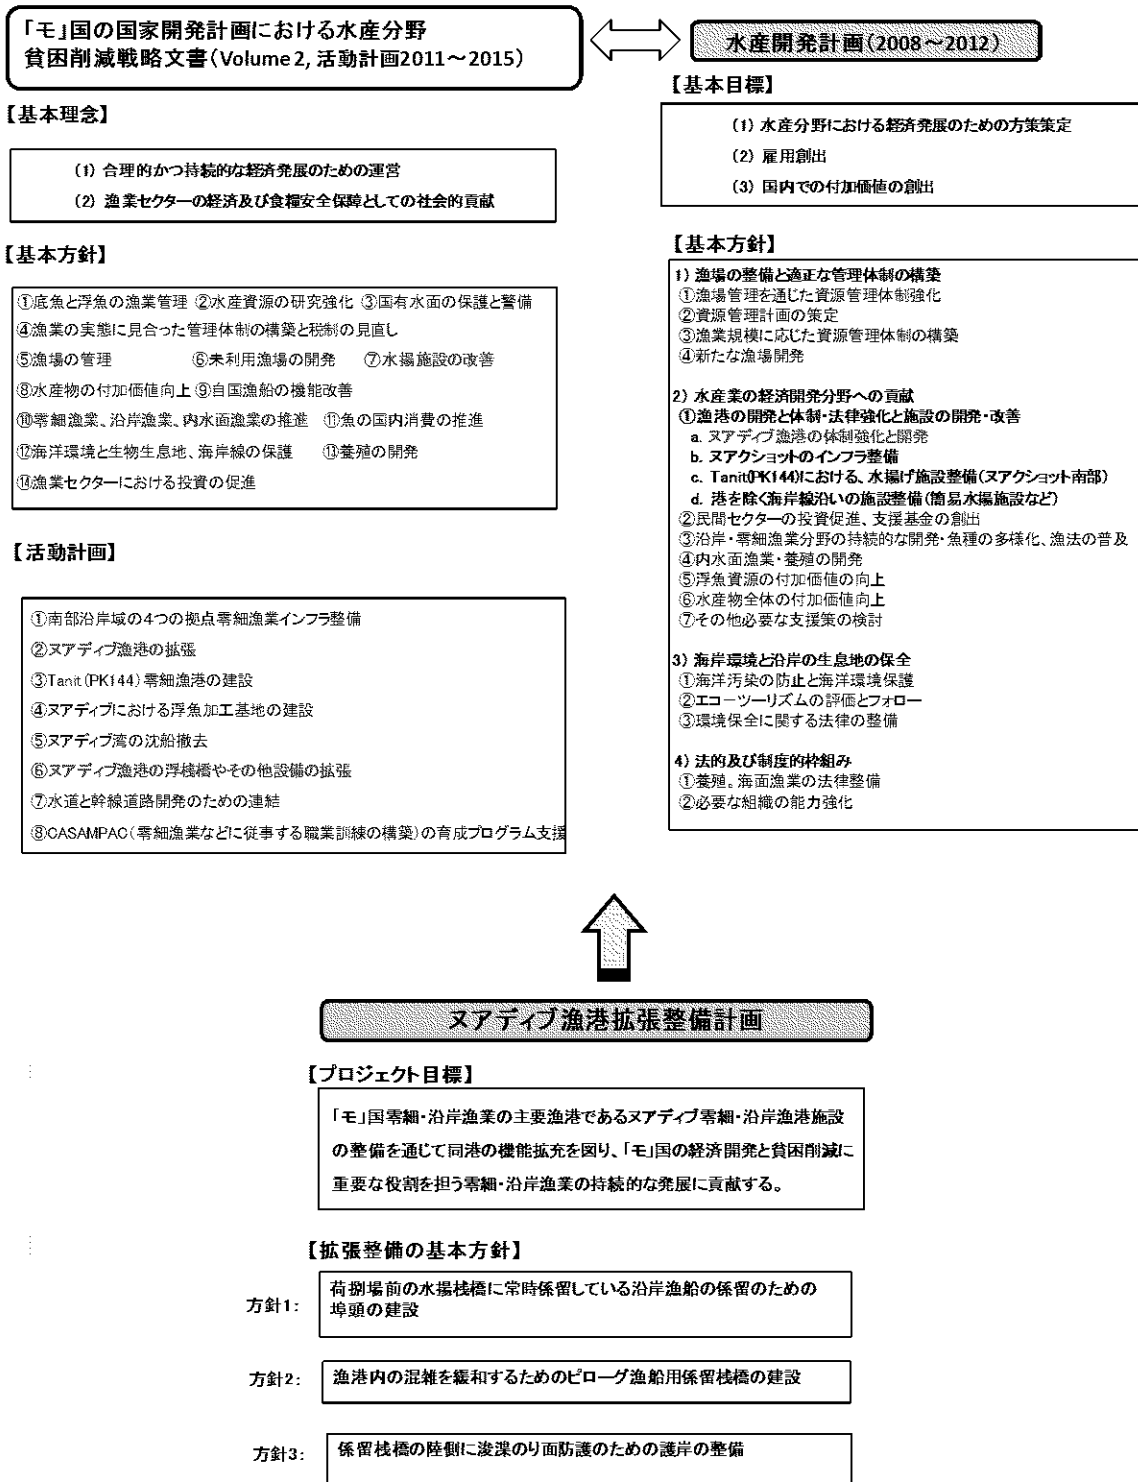 「モ」国の国家開発計画における水産分野
貧困削減戦略文書(Volume 2, 活動計画2011～2015)
【基本理念】
(1) 合理的かつ持続的な経済発展のための運営
(2) 漁業セクターの経済及び食糧安全保障としての社会的貢献
【基本方針】
①底魚と浮魚の漁業管理 ②水産資源の研究強化 ③国有水面の保護と警備
④漁業の実態に見合った管理体制の構築と税制の見直し
⑤漁場の管理 ⑥未利用漁場の開発 ⑦水揚施設の改善
⑧水産物の付加価値向上 ⑨自国漁船の機能改善
⑩零細漁業、沿岸漁業、内水面漁業の推進 ⑪魚の国内消費の推進
⑫海洋環境と生物生息地、海岸線の保護 ⑬養殖の開発
⑭漁業セクターにおける投資の促進
【活動計画】
①南部沿岸域の4つの拠点零細漁業インフラ整備
②ヌアディブ漁港の拡張
③Tanit(PK144)零細漁港の建設
④ヌアディブにおける浮魚加工基地の建設
⑤ヌアディブ湾の沈船撤去
⑥ヌアディブ漁港の浮桟橋やその他設備の拡張
⑦水道と幹線道路開発のための連結
⑧CASAMPAC(零細漁業などに従事する職業訓練の構築)の育成プログラム支援
水産開発計画(2008～2012)
【基本目標】
(1) 水産分野における経済発展のための方策策定
(2) 雇用創出
(3) 国内での付加価値の創出
【基本方針】
1) 漁場の整備と適正な管理体制の構築
①漁場管理を通じた資源管理体制強化
②資源管理計画の策定
③漁業規模に応じた資源管理体制の構築
④新たな漁場開発
2) 水産業の経済開発分野への貢献
①漁港の開発と体制・法律強化と施設の開発・改善
a. ヌアディブ漁港の体制強化と開発
b. ヌアクショットのインフラ整備
c. Tanit(PK144)における、水揚げ施設整備(ヌアクショット南部)
d. 港を除く海岸線沿いの施設整備(簡易水揚施設など)
②民間セクターの投資促進、支援基金の創出
③沿岸・零細漁業分野の持続的な開発・魚種の多様化、漁法の普及
④内水面漁業・養殖の開発
⑤浮魚資源の付加価値の向上
⑥水産物全体の付加価値向上
⑦その他必要な支援策の検討
3) 海岸環境と沿岸の生息地の保全
①海洋汚染の防止と海洋環境保護
②エコーツーリズムの評価とフォロー
③環境保全に関する法律の整備
4) 法的及び制度的枠組み
①養殖。海面漁業の法律整備
②必要な組織の能力強化
ヌアディブ漁港拡張整備計画
【プロジェクト目標】
「モ」国零細・沿岸漁業の主要漁港であるヌアディブ零細・沿岸漁港施設
の整備を通じて同港の機能拡充を図り、「モ」国の経済開発と貧困削減に
重要な役割を担う零細・沿岸漁業の持続的な発展に貢献する。
【拡張整備の基本方針】
方針1: 荷捌場前の水揚桟橋に常時係留している沿岸漁船の係留のための
埠頭の建設
方針2: 漁港内の混雑を緩和するためのピローグ漁船用係留桟橋の建設
方針3: 係留桟橋の陸側に浚渫のり面防護のための護岸の整備